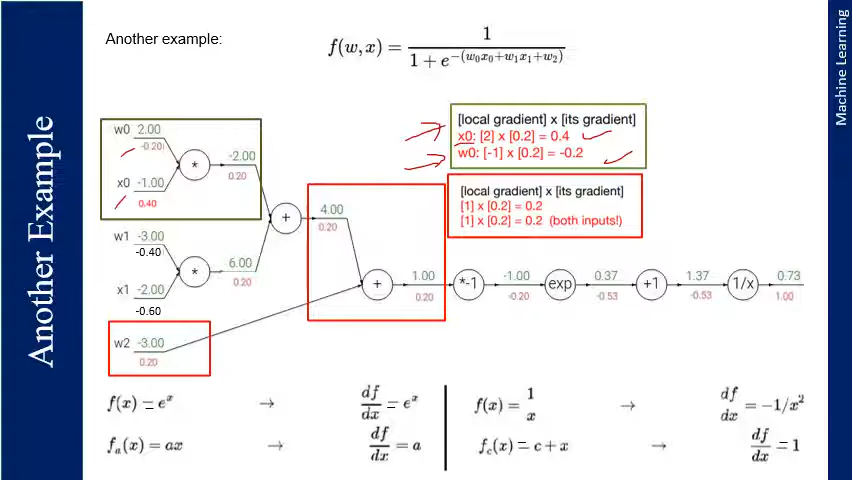 Another Example
Machine Learning
Another example:
f(w, x) = 1 / (1 + e^{-(w_0x_0+w_1x_1+w_2)})
w0 2.00
-0.20
x0 -1.00
0.40
*
-2.00
0.20
w1 -3.00
-0.40
x1 -2.00
-0.60
*
6.00
0.20
+
4.00
0.20
w2 -3.00
0.20
+
1.00
0.20
*-1
-1.00
-0.20
exp
0.37
-0.53
+1
1.37
-0.53
1/x
0.73
1.00
[local gradient] x [its gradient]
x0: [2] x [0.2] = 0.4
w0: [-1] x [0.2] = -0.2
[local gradient] x [its gradient]
[1] x [0.2] = 0.2
[1] x [0.2] = 0.2 (both inputs!)
f(x) = e^x → df/dx = e^x
f_a(x) = ax → df/dx = a
f(x) = 1/x → df/dx = -1/x^2
f_c(x) = c + x → df/dx = 1